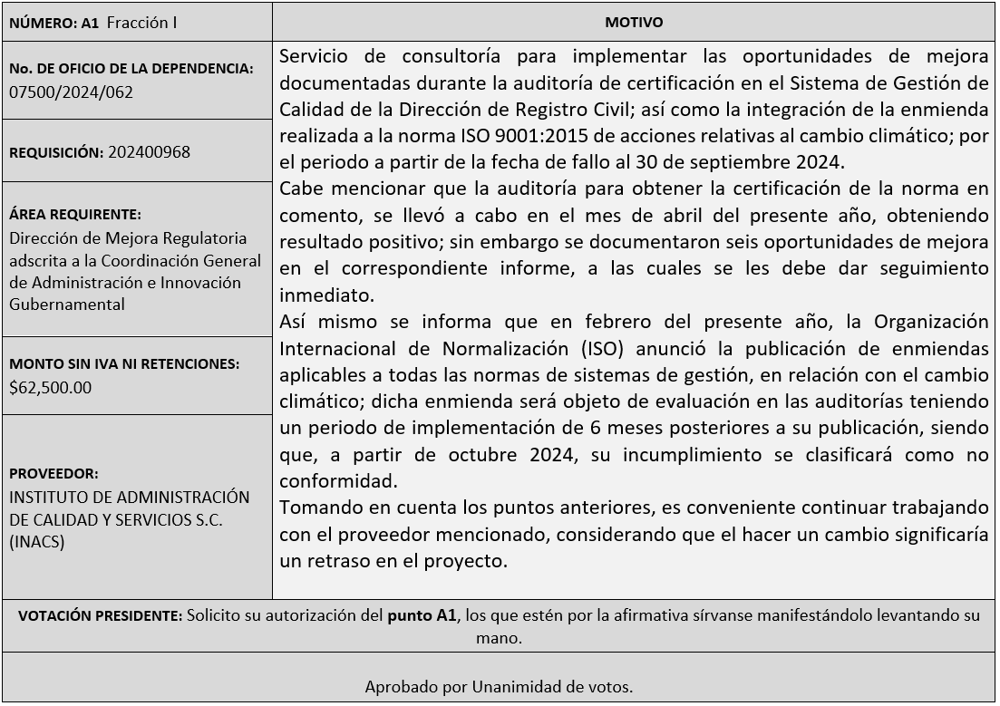 NÚMERO: A1 Fracción I
No. DE OFICIO DE LA DEPENDENCIA:
07500/2024/062
REQUISICIÓN: 202400968
ÁREA REQUIRENTE:
Dirección de Mejora Regulatoria
adscrita a la Coordinación General
de Administración e Innovación
Gubernamental
MONTO SIN IVA NI RETENCIONES:
$62,500.00
PROVEEDOR:
INSTITUTO DE ADMINISTRACIÓN
DE CALIDAD Y SERVICIOS S.C.
(INACS)
MOTIVO
Servicio de consultoría para implementar las oportunidades de mejora
documentadas durante la auditoría de certificación en el Sistema de Gestión de
Calidad de la Dirección de Registro Civil; así como la integración de la enmienda
realizada a la norma ISO 9001:2015 de acciones relativas al cambio climático; por
el periodo a partir de la fecha de fallo al 30 de septiembre 2024.
Cabe mencionar que la auditoría para obtener la certificación de la norma en
comento, se llevó a cabo en el mes de abril del presente año, obteniendo
resultado positivo; sin embargo se documentaron seis oportunidades de mejora
en el correspondiente informe, a las cuales se les debe dar seguimiento
inmediato.
Así mismo se informa que en febrero del presente año, la Organización
Internacional de Normalización (ISO) anunció la publicación de enmiendas
aplicables a todas las normas de sistemas de gestión, en relación con el cambio
climático; dicha enmienda será objeto de evaluación en las auditorías teniendo
un periodo de implementación de 6 meses posteriores a su publicación, siendo
que, a partir de octubre 2024, su incumplimiento se clasificará como no
conformidad.
Tomando en cuenta los puntos anteriores, es conveniente continuar trabajando
con el proveedor mencionado, considerando que el hacer un cambio significaría
un retraso en el proyecto.
VOTACIÓN PRESIDENTE: Solicito su autorización del punto A1, los que estén por la afirmativa sírvanse manifestándolo levantando su
mano.
Aprobado por Unanimidad de votos.